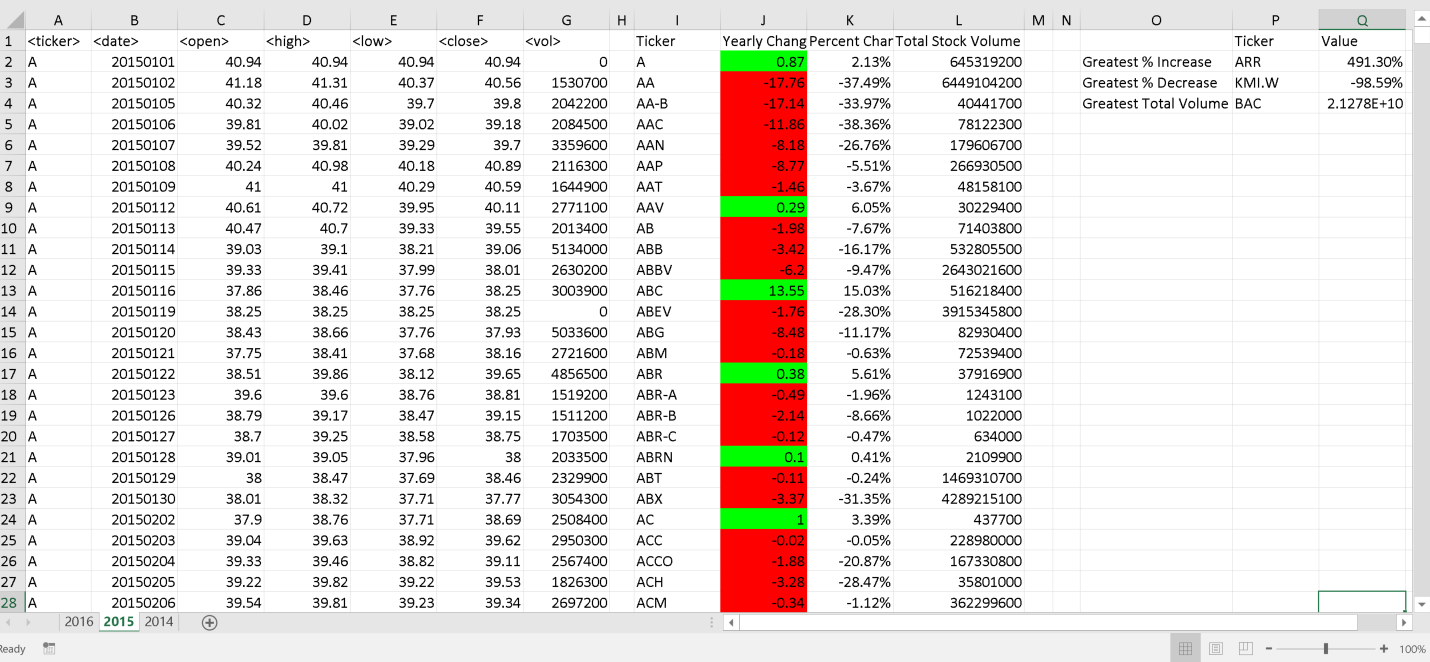 A B C D E F G H I J K L M N O P Q
1 <ticker> <date> <open> <high> <low> <close> <vol> Ticker Yearly Chang Percent Char Total Stock Volume Ticker Value
2 A 20150101 40.94 40.94 40.94 40.94 0 A 0.87 2.13% 645319200 Greatest % Increase ARR 491.30%
3 A 20150102 41.18 41.31 40.37 40.56 1530700 AA -17.76 -37.49% 6449104200 Greatest % Decrease KMI.W -98.59%
4 A 20150105 40.32 40.46 39.7 39.8 2042200 AA-B -17.14 -33.97% 40441700 Greatest Total Volume BAC 2.1278E+10
5 A 20150106 39.81 40.02 39.02 39.18 2084500 AAC -11.86 -38.36% 78122300
6 A 20150107 39.52 39.81 39.29 39.7 3359600 AAN -8.18 -26.76% 179606700
7 A 20150108 40.24 40.98 40.18 40.89 2116300 AAP -8.77 -5.51% 266930500
8 A 20150109 41 41 40.29 40.59 1644900 AAT -1.46 -3.67% 48158100
9 A 20150112 40.61 40.72 39.95 40.11 2771100 AAV 0.29 6.05% 30229400
10 A 20150113 40.47 40.7 39.33 39.55 2013400 AB -1.98 -7.67% 71403800
11 A 20150114 39.03 39.1 38.21 39.06 5134000 ABB -3.42 -16.17% 532805500
12 A 20150115 39.33 39.41 37.99 38.01 2630200 ABBV -6.2 -9.47% 2643021600
13 A 20150116 37.86 38.46 37.76 38.25 3003900 ABC 13.55 15.03% 516218400
14 A 20150119 38.25 38.25 38.25 38.25 0 ABEV -1.76 -28.30% 3915345800
15 A 20150120 38.43 38.66 37.76 37.93 5033600 ABG -8.48 -11.17% 82930400
16 A 20150121 37.75 38.41 37.68 38.16 2721600 ABM -0.18 -0.63% 72539400
17 A 20150122 38.51 39.86 38.12 39.65 4856500 ABR 0.38 5.61% 37916900
18 A 20150123 39.6 39.6 38.76 38.81 1519200 ABR-A -0.49 -1.96% 1243100
19 A 20150126 38.79 39.17 38.47 39.15 1511200 ABR-B -2.14 -8.66% 1022000
20 A 20150127 38.7 39.25 38.58 38.75 1703500 ABR-C -0.12 -0.47% 634000
21 A 20150128 39.01 39.05 37.96 38 2033500 ABRN 0.1 0.41% 2109900
22 A 20150129 38 38.47 37.69 38.46 2329900 ABT -0.11 -0.24% 1469310700
23 A 20150130 38.01 38.32 37.71 37.77 3054300 ABX -3.37 -31.35% 4289215100
24 A 20150202 37.9 38.76 37.71 38.69 2508400 AC 1 3.39% 437700
25 A 20150203 39.04 39.63 38.92 39.62 2950300 ACC -0.02 -0.05% 228980000
26 A 20150204 39.33 39.46 38.82 39.11 2567400 ACCO -1.88 -20.87% 167330800
27 A 20150205 39.22 39.82 39.22 39.53 1826300 ACH -3.28 -28.47% 35801000
28 A 20150206 39.54 39.81 39.23 39.34 2697200 ACM -0.34 -1.12% 362299600
2016 2015 2014
Ready 100%